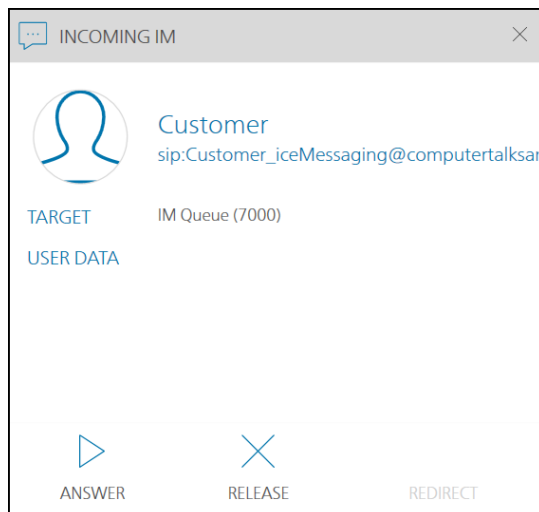 INCOMING IM
Customer
sip:Customer_iceMessaging@computertalksar
TARGET IM Queue (7000)
USER DATA
ANSWER RELEASE REDIRECT